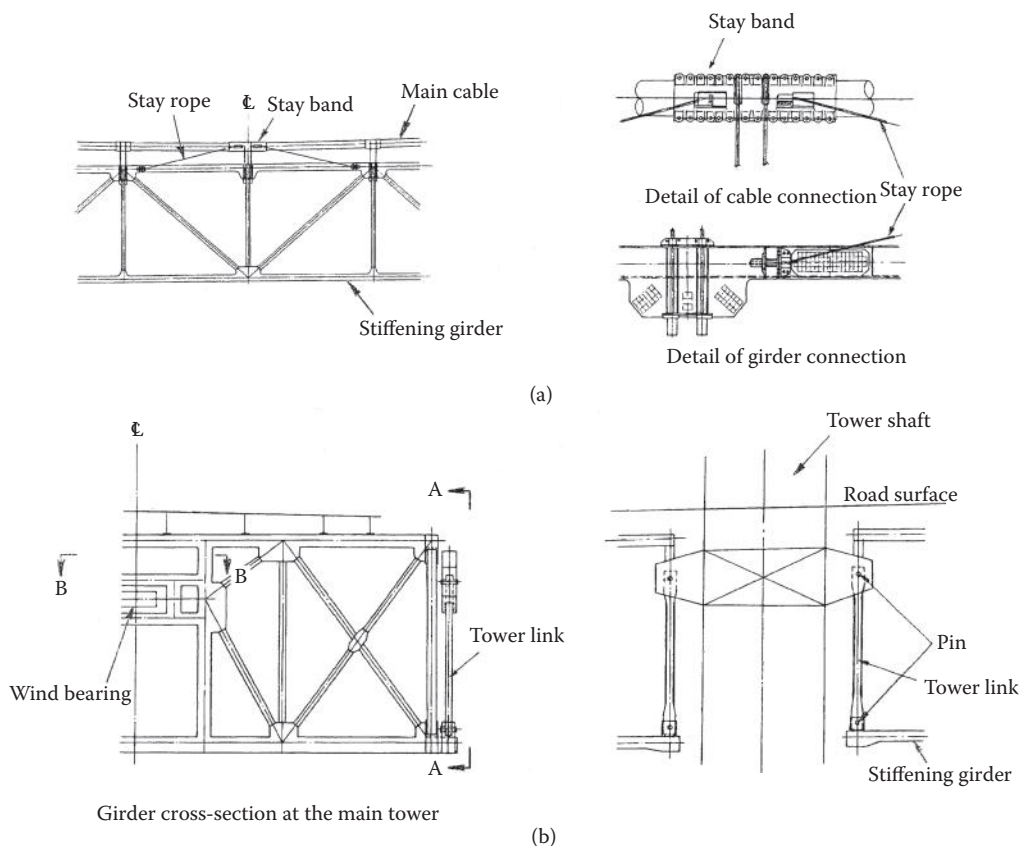 Stay band
Stay rope
℄
Stay band
Main cable
Stiffening girder
Detail of cable connection
Stay rope
Detail of girder connection
(a)
℄
A
B
B
Wind bearing
Tower link
A
Girder cross-section at the main tower
Tower shaft
Road surface
Pin
Tower link
Stiffening girder
(b)